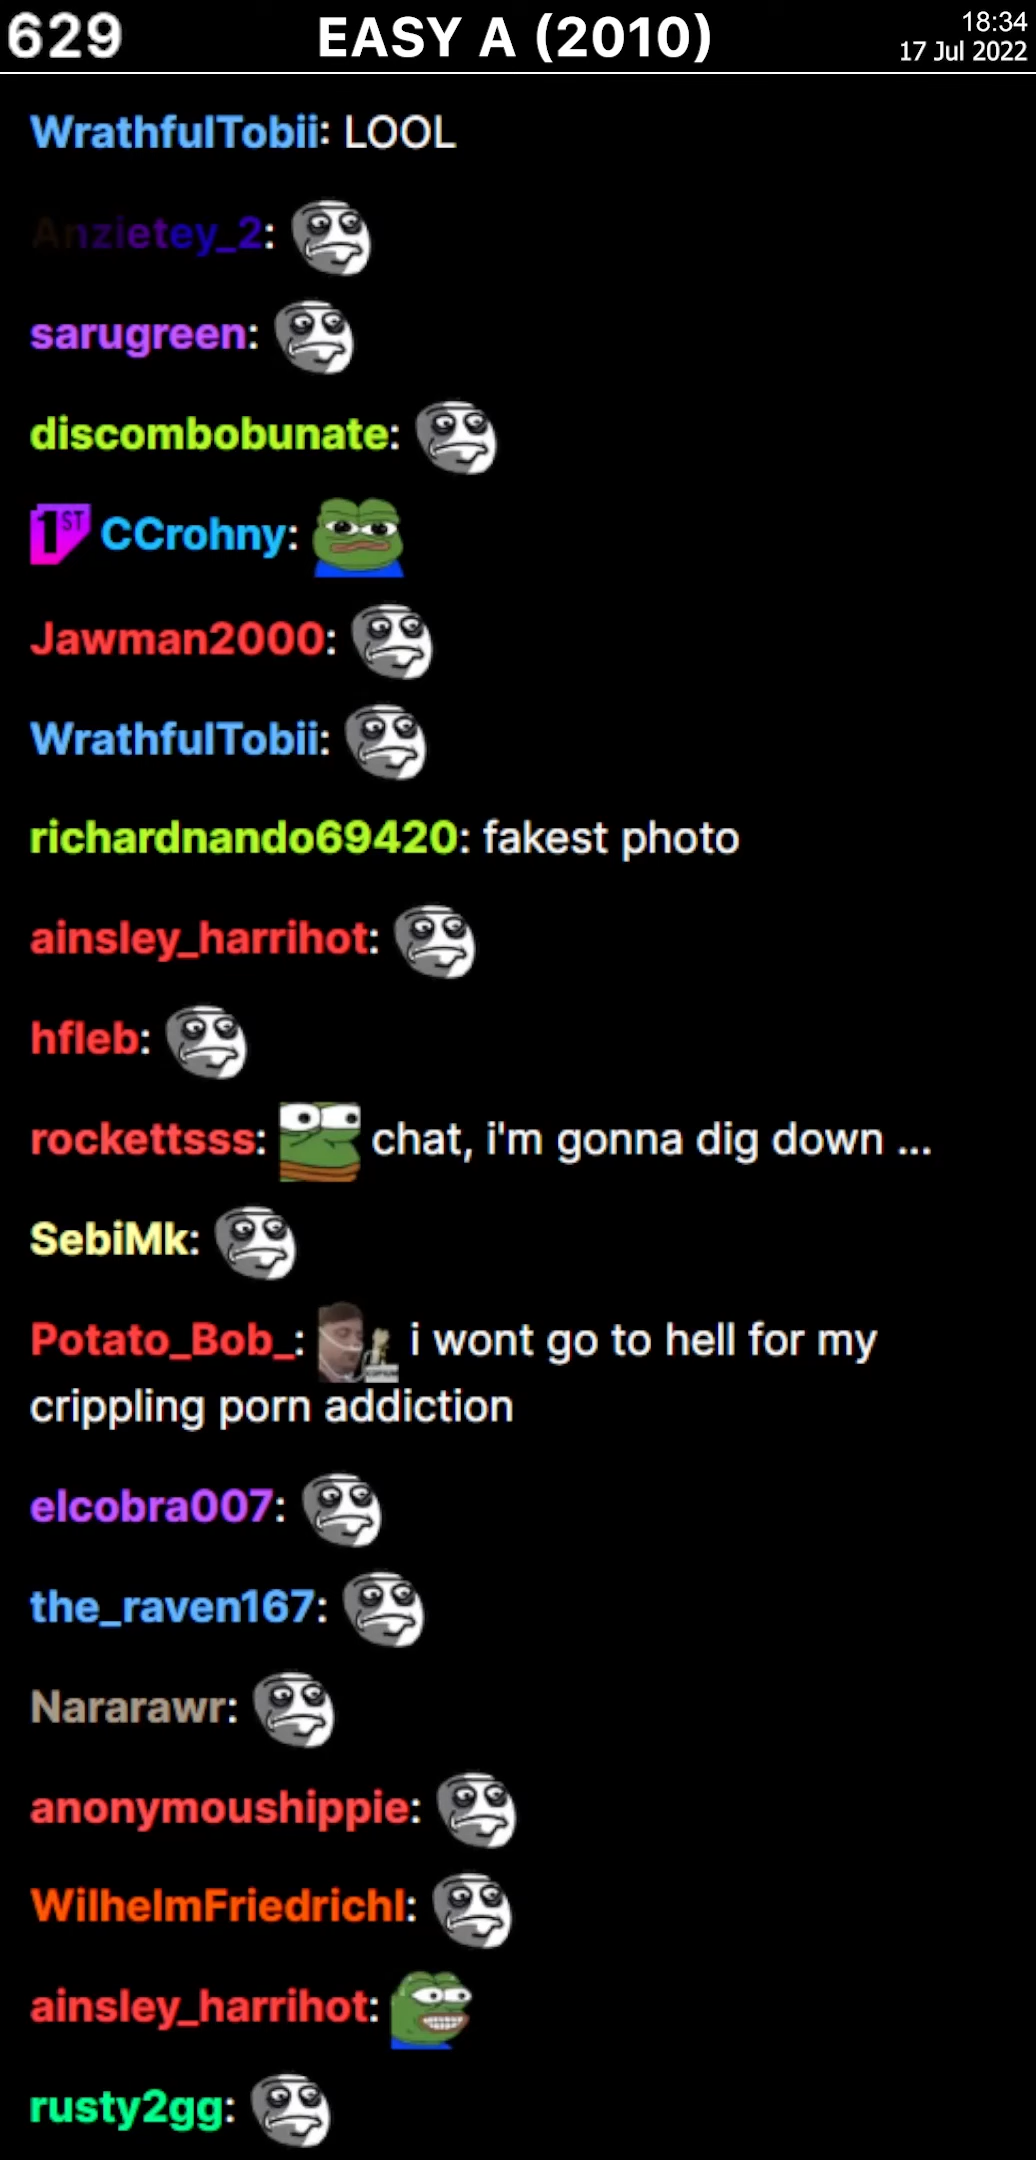 629
EASY A (2010)
18:34
17 Jul 2022
WrathfulTobii: LOOL
Anzietey_2:
sarugreen:
discombobunate:
1ST CCrohny:
Jawman2000:
WrathfulTobii:
richardnando69420: fakest photo
ainsley_harrihot:
hfleb:
rockettsss: chat, i'm gonna dig down ...
SebiMk:
Potato_Bob_: i wont go to hell for my
crippling porn addiction
elcobra007:
the_raven167:
Nararawr:
anonymoushippie:
WilhelmFriedrichI:
ainsley_harrihot:
rusty2gg: